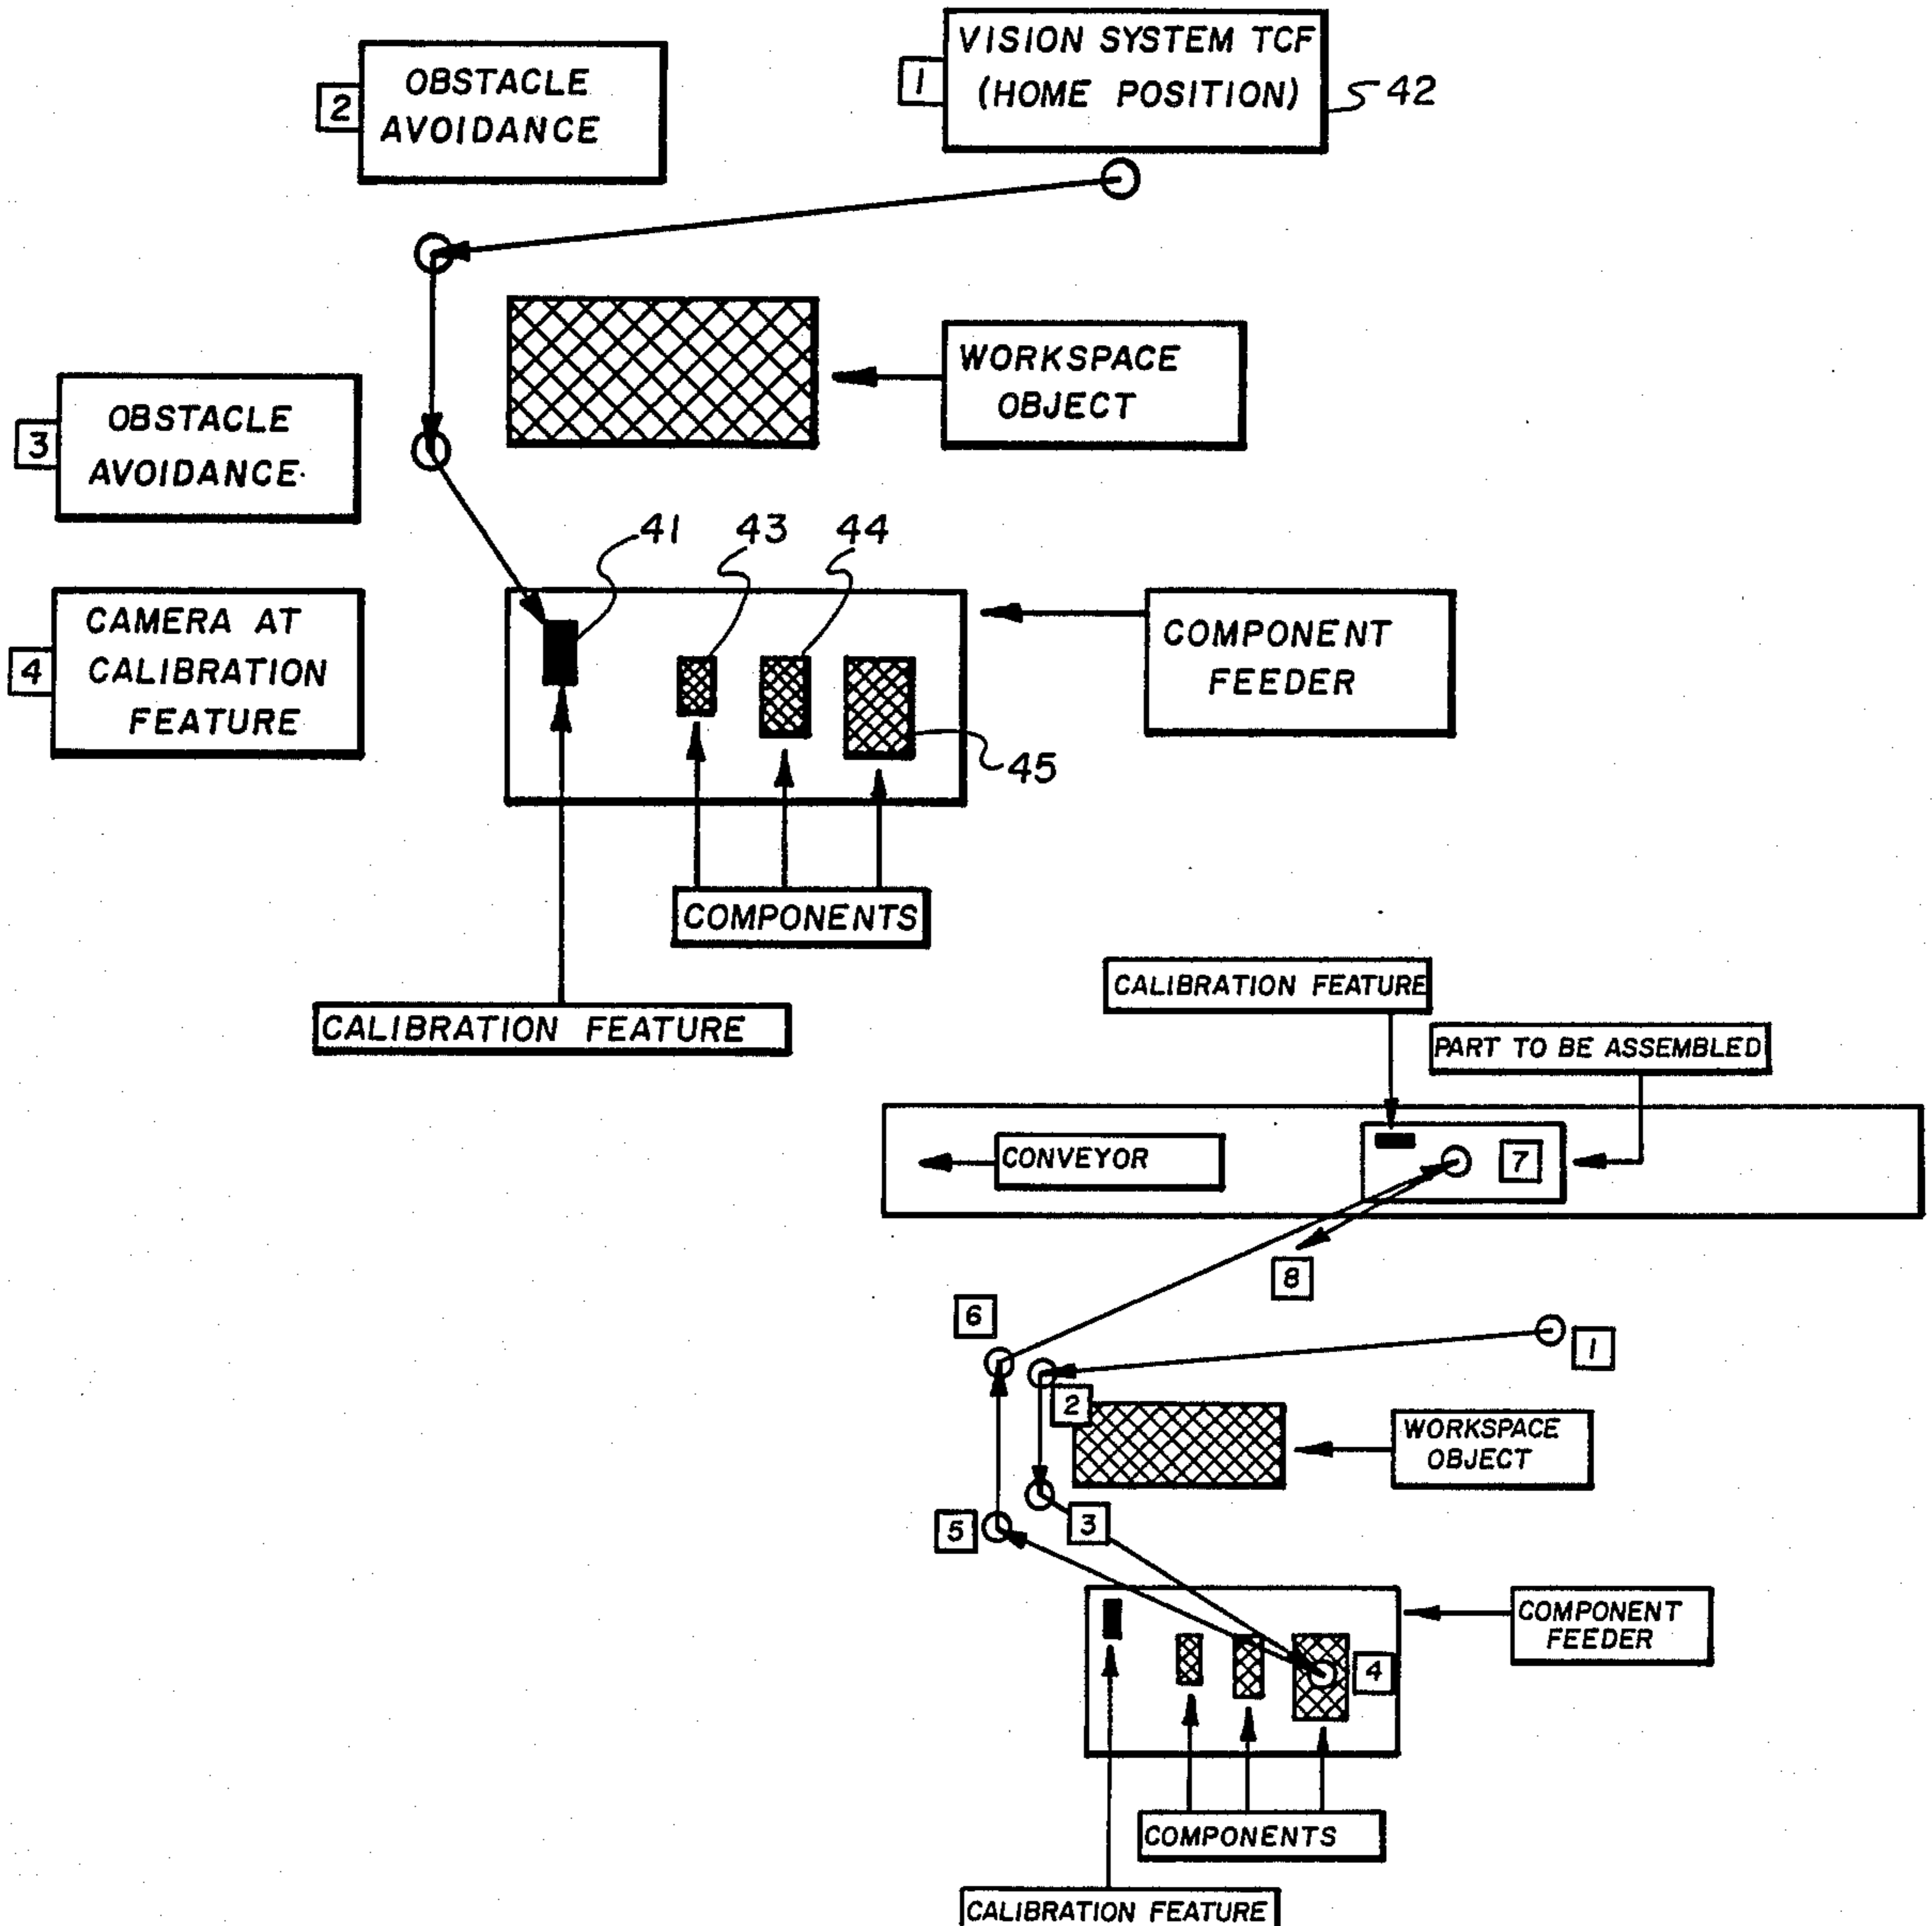 1
VISION SYSTEM TCF
(HOME POSITION)
42
2
OBSTACLE
AVOIDANCE
WORKSPACE
OBJECT
3
OBSTACLE
AVOIDANCE
41
43
44
4
CAMERA AT
CALIBRATION
FEATURE
COMPONENT
FEEDER
45
COMPONENTS
CALIBRATION FEATURE
CALIBRATION FEATURE
PART TO BE ASSEMBLED
CONVEYOR
7
8
6
1
2
WORKSPACE
OBJECT
5
3
COMPONENT
FEEDER
4
COMPONENTS
CALIBRATION FEATURE